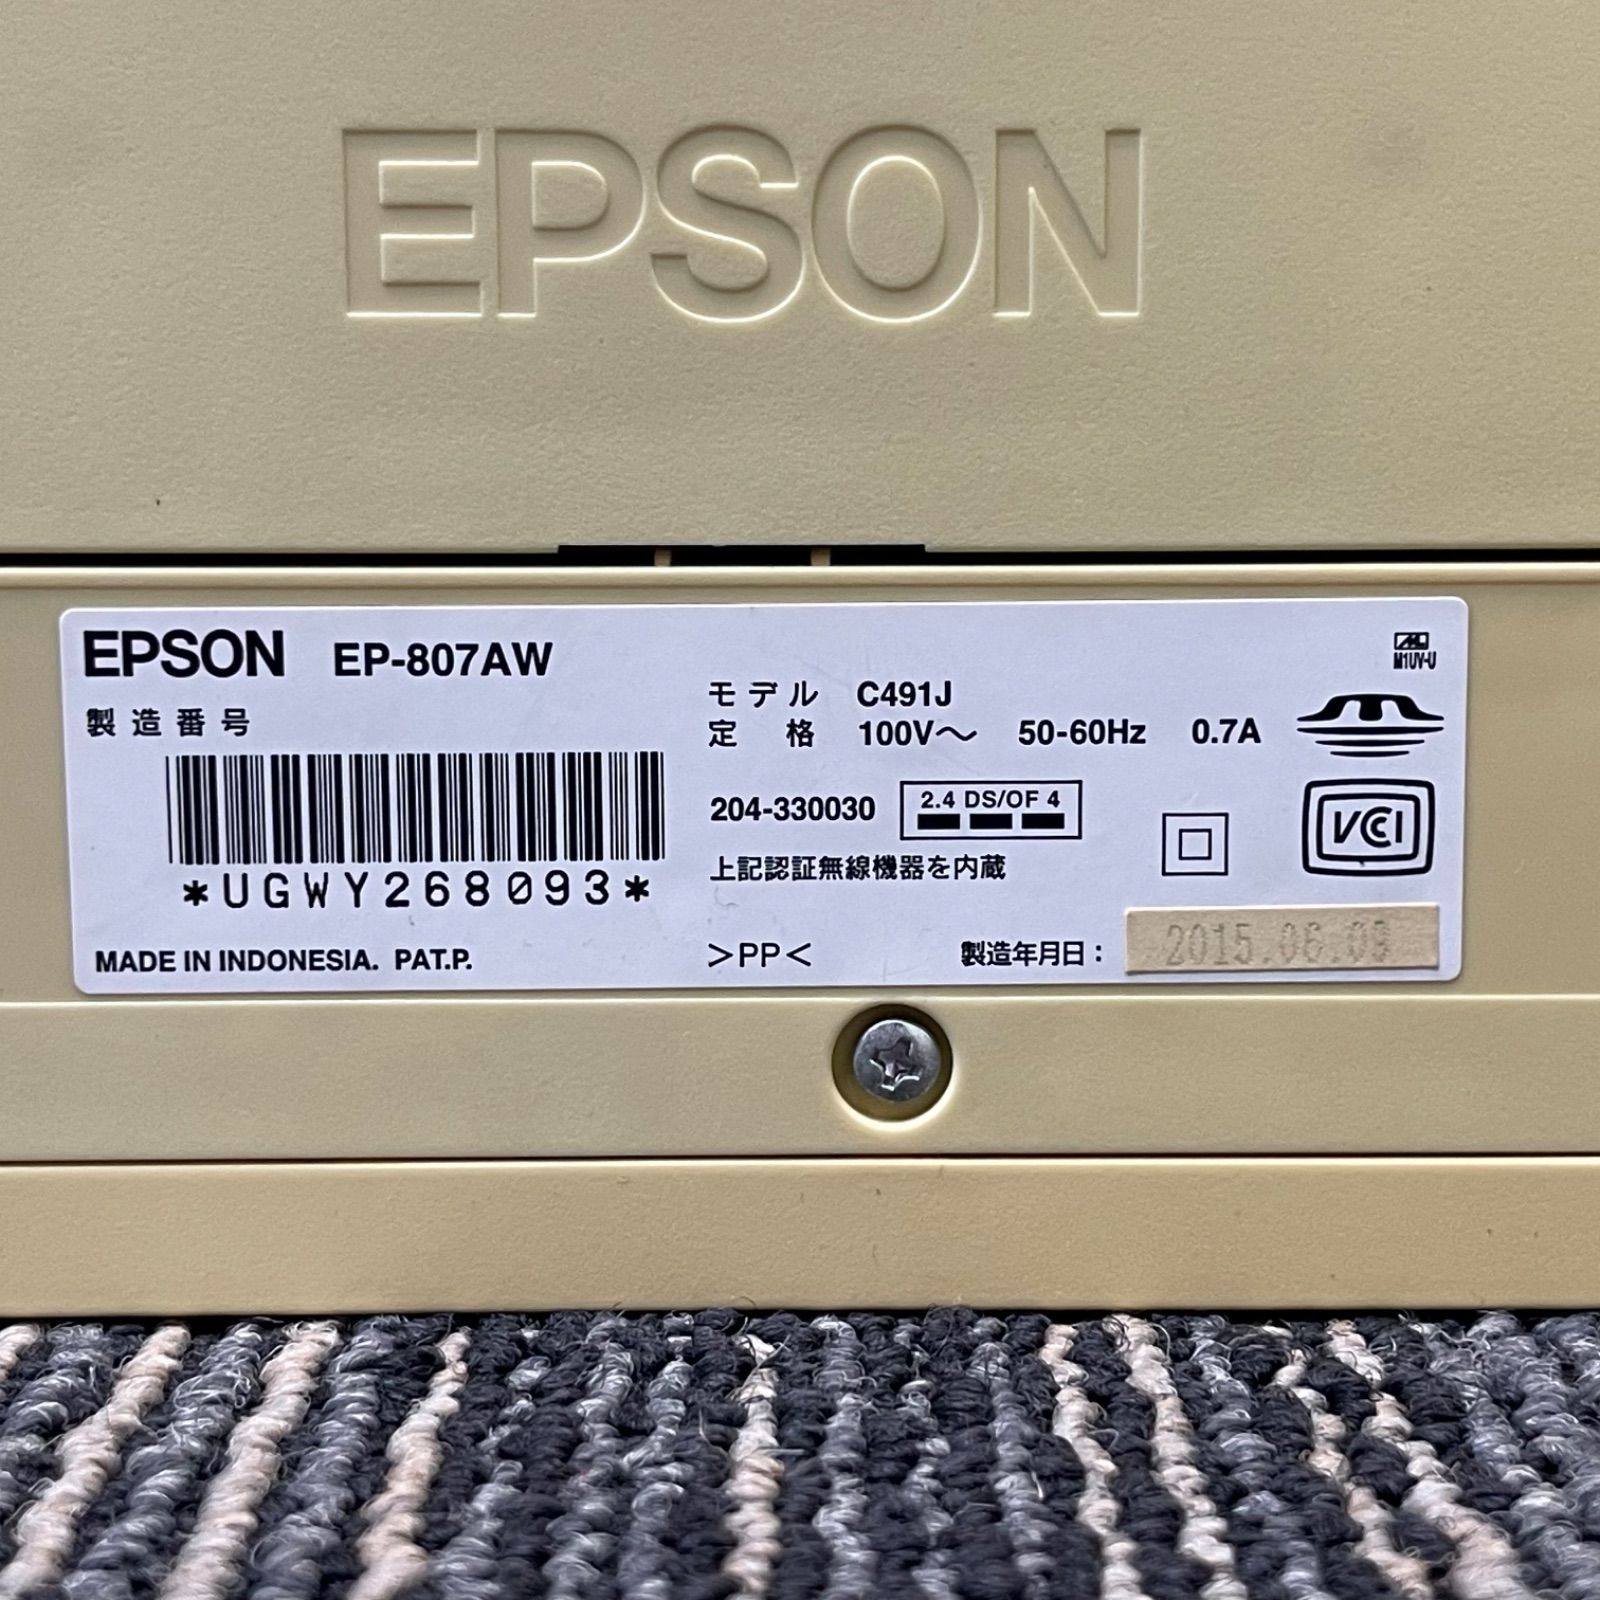 EPSON
EPSON EP-807AW
製造番号
*UGWY268093*
MADE IN INDONESIA. PAT.P.
モデル C491J
定格 100V～ 50-60Hz 0.7A
204-330030 2.4 DS/OF 4
上記認証無線機器を内蔵
>PP<
製造年月日：2015.06.09
M1UY-U
VCI